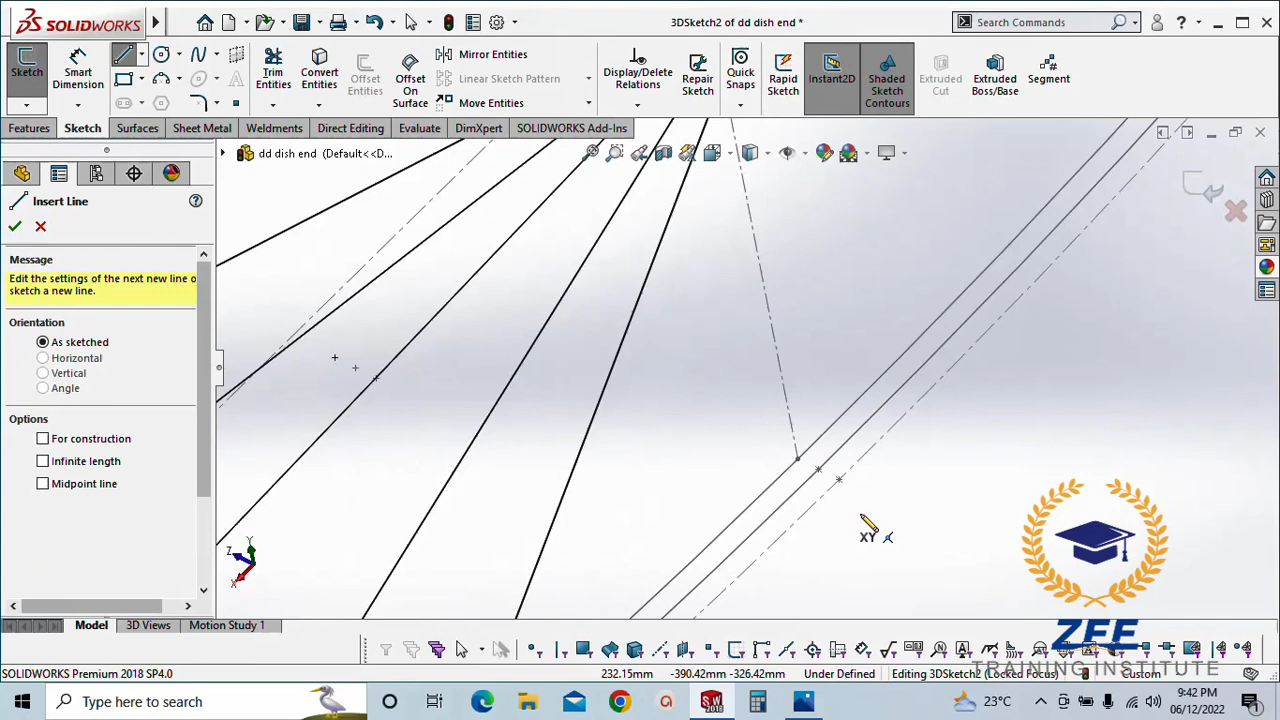 SOLIDWORKS
3DSketch2 of dd dish end *
Search Commands
Sketch
Smart Dimension
Trim Entities
Convert Entities
Offset Entities
Offset On Surface
Mirror Entities
Linear Sketch Pattern
Move Entities
Display/Delete Relations
Repair Sketch
Quick Snaps
Rapid Sketch
Instant2D
Shaded Sketch Contours
Extruded Cut
Extruded Boss/Base
Segment
Features
Sketch
Surfaces
Sheet Metal
Weldments
Direct Editing
Evaluate
DimXpert
SOLIDWORKS Add-Ins
dd dish end (Default<<D...
Insert Line
?
Message
Edit the settings of the next new line o
sketch a new line.
Orientation
As sketched
Horizontal
Vertical
Angle
Options
For construction
Infinite length
Midpoint line
Y
Z
X
XY
ZEE
TRAINING INSTITUTE
Model
3D Views
Motion Study 1
SOLIDWORKS Premium 2018 SP4.0
232.15mm
-390.42mm -326.42mm
Under Defined
Editing 3DSketch2 (Locked Focus)
Custom
Type here to search
SW
2018
23°C
9:42 PM
06/12/2022
1